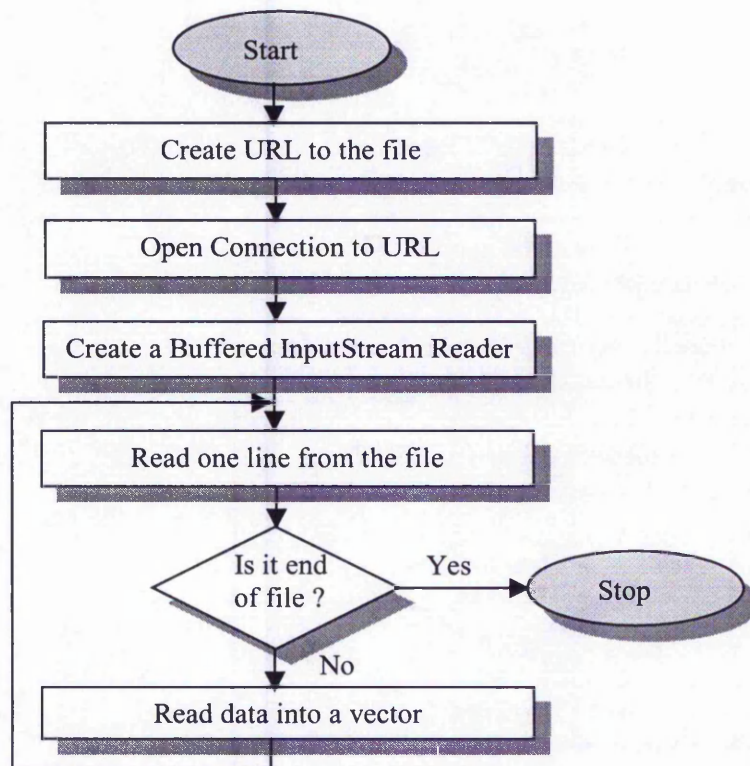 Start
Create URL to the file
Open Connection to URL
Create a Buffered InputStream Reader
Read one line from the file
Is it end
of file ?
Yes
Stop
No
Read data into a vector